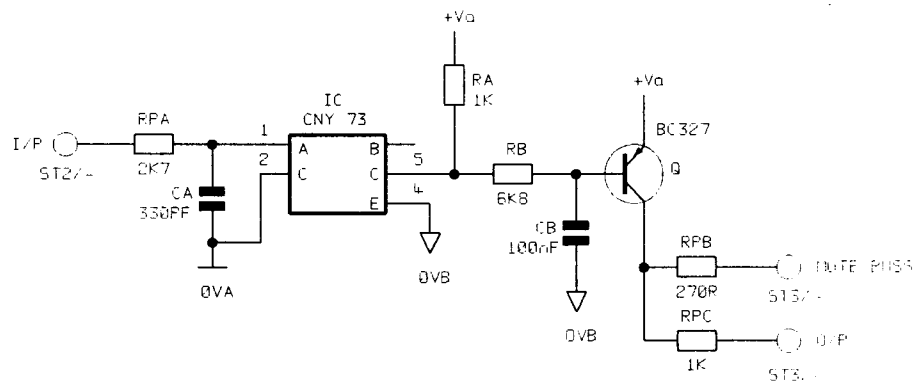 +Va
RA
1K
+Va
IC
CNY 73
BC327
RPA
I/P
1
A
B
2K7
2
C
5
C
RB
Q
ST2/-
4
6K8
CA
330PF
E
CB
100nF
RPB
0VA
0VB
270R
0VB
RPC
O/P
1K